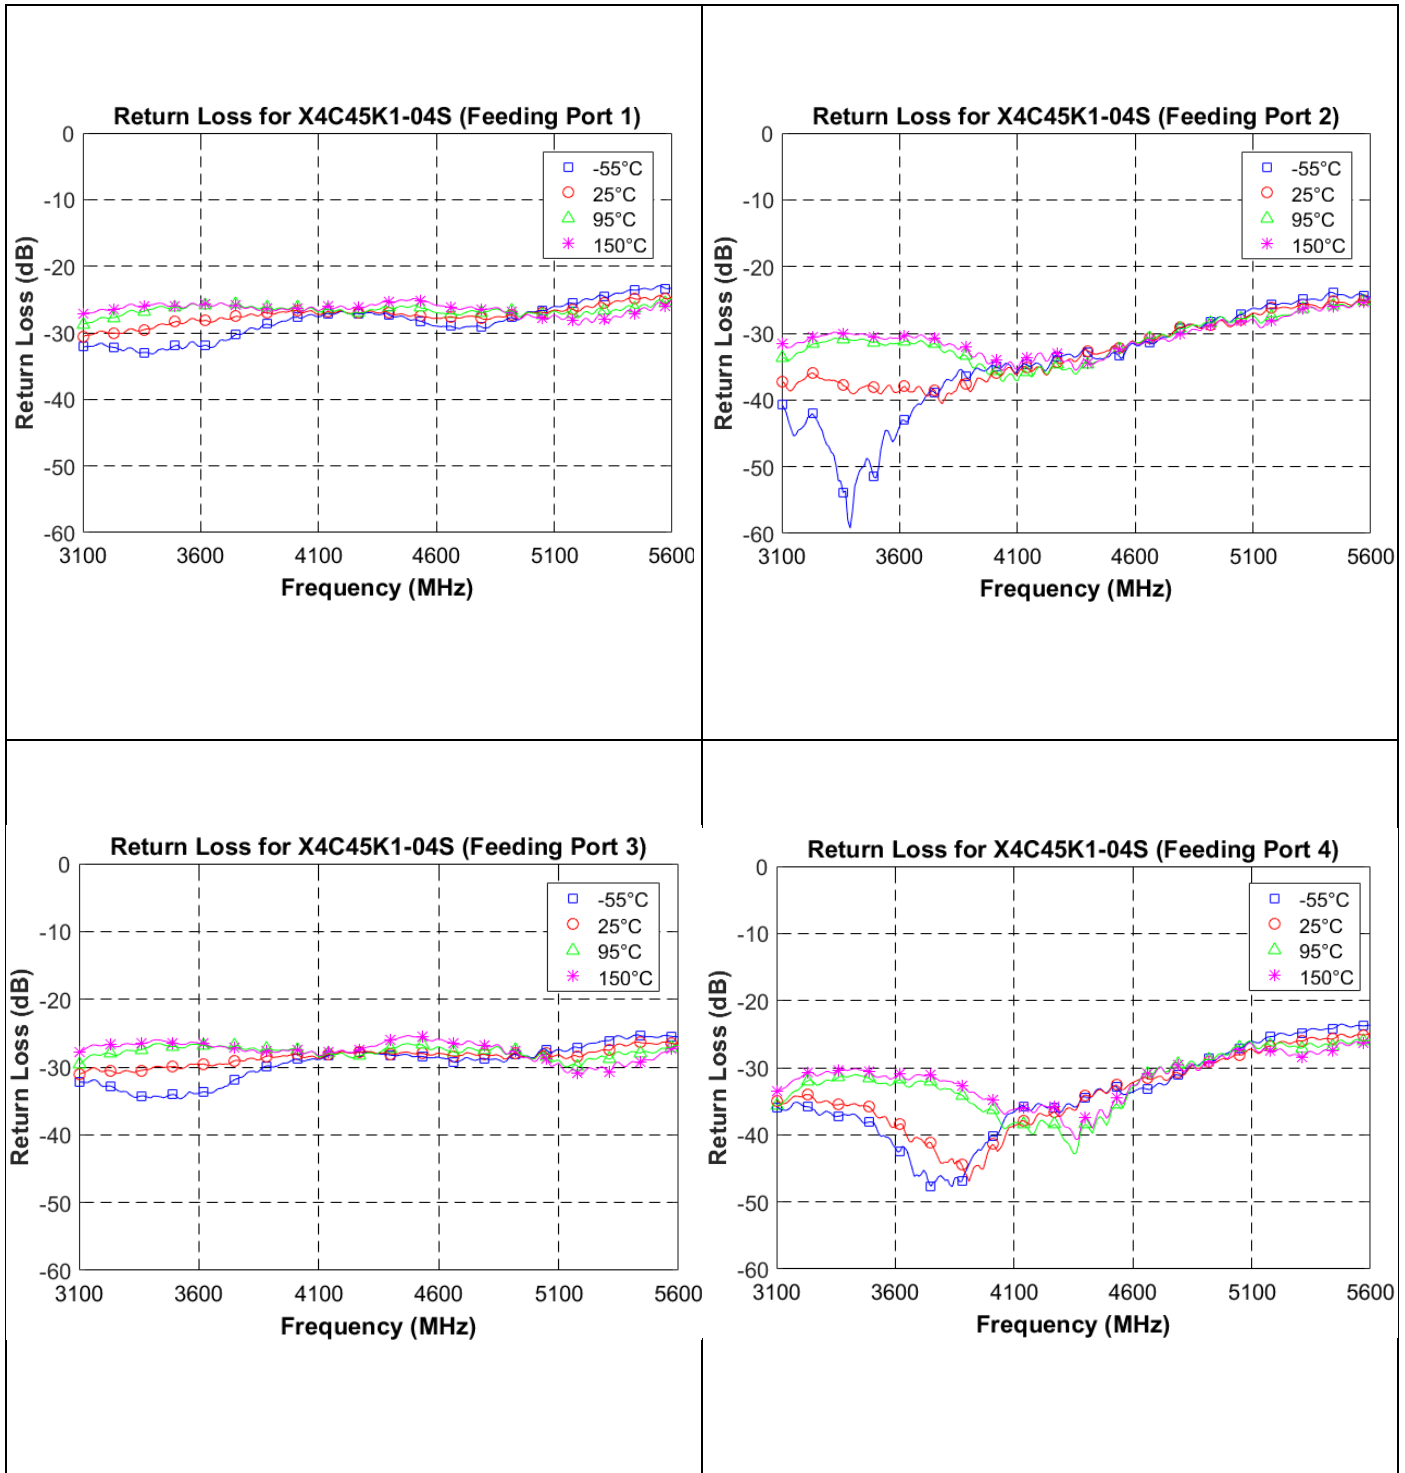 Return Loss for X4C45K1-04S (Feeding Port 1)
Return Loss (dB)
0
-10
-20
-30
-40
-50
-60
-55°C
25°C
95°C
150°C
3100 3600 4100 4600 5100 5600
Frequency (MHz)
Return Loss for X4C45K1-04S (Feeding Port 2)
Return Loss (dB)
0
-10
-20
-30
-40
-50
-60
-55°C
25°C
95°C
150°C
3100 3600 4100 4600 5100 5600
Frequency (MHz)
Return Loss for X4C45K1-04S (Feeding Port 3)
Return Loss (dB)
0
-10
-20
-30
-40
-50
-60
-55°C
25°C
95°C
150°C
3100 3600 4100 4600 5100 5600
Frequency (MHz)
Return Loss for X4C45K1-04S (Feeding Port 4)
Return Loss (dB)
0
-10
-20
-30
-40
-50
-60
-55°C
25°C
95°C
150°C
3100 3600 4100 4600 5100 5600
Frequency (MHz)